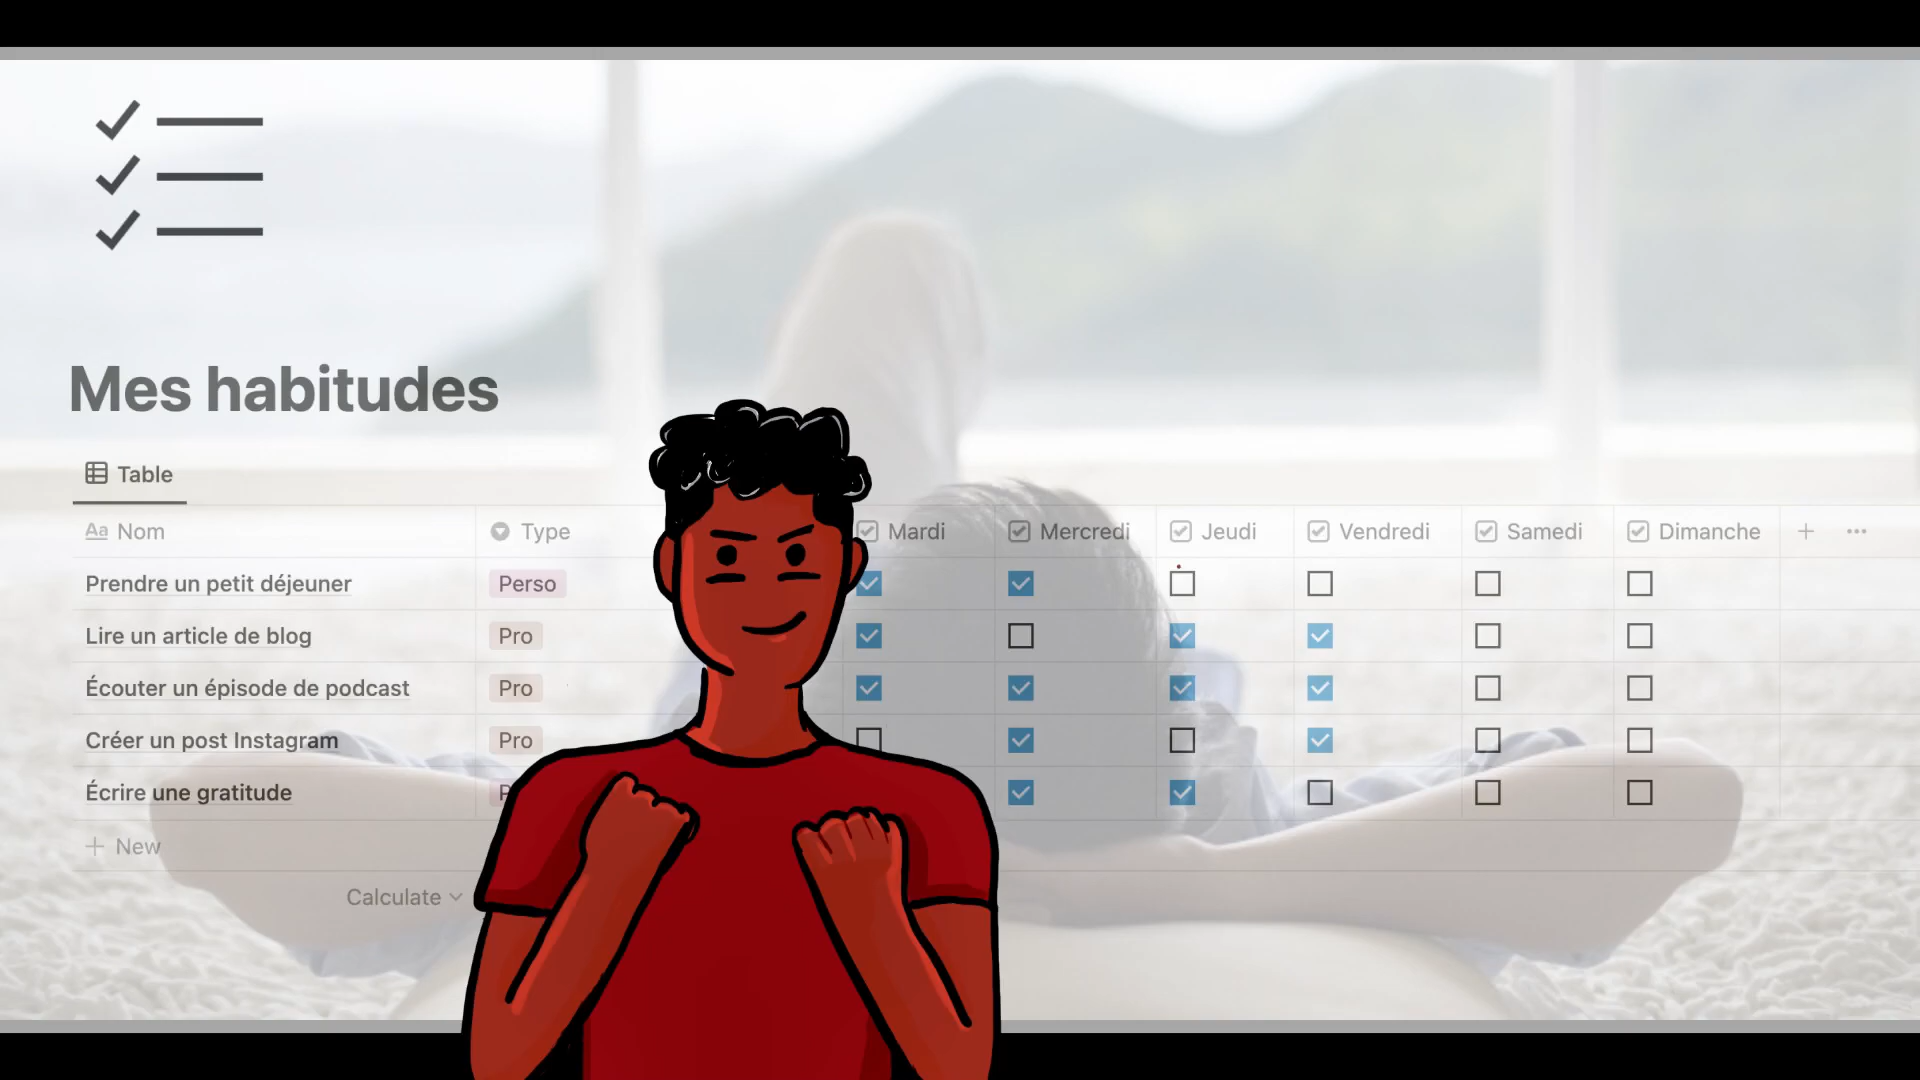 Mes habitudes
Table
Aa Nom Type Mardi Mercredi Jeudi Vendredi Samedi Dimanche
Prendre un petit déjeuner Perso
Lire un article de blog Pro
Écouter un épisode de podcast Pro
Créer un post Instagram Pro
Écrire une gratitude
+ New
Calculate